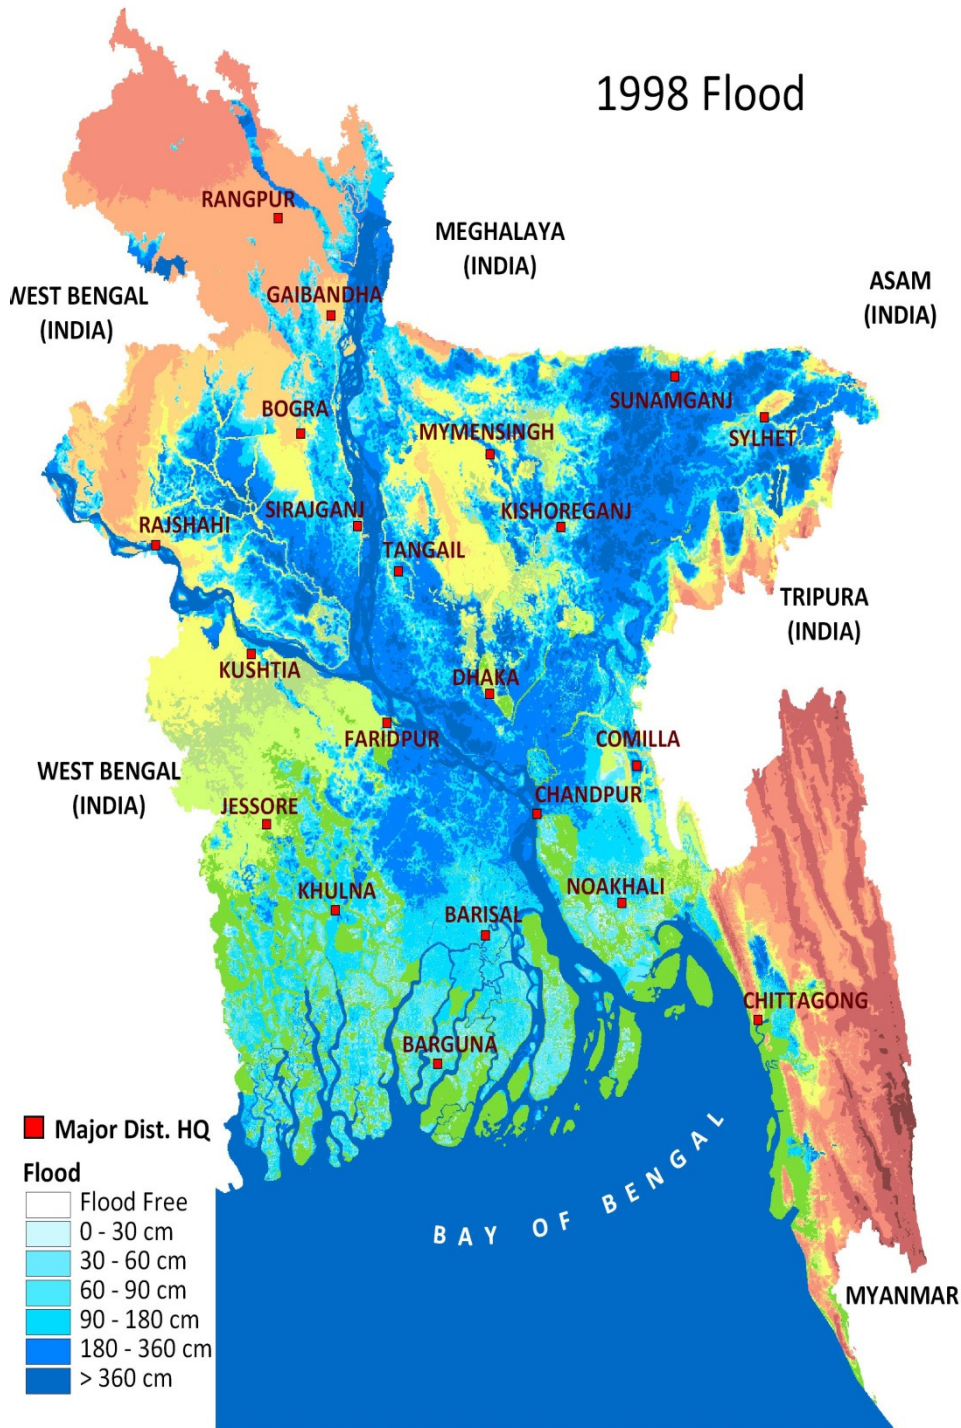 1998 Flood
RANGPUR
MEGHALAYA
(INDIA)
ASAM
(INDIA)
WEST BENGAL
(INDIA)
GAIBANDHA
BOGRA
SUNAMGANJ
MYMENSINGH
SYLHET
SIRAJGANJ
KISHOREGANJ
RAJSHAHI
TANGAIL
TRIPURA
(INDIA)
KUSHTIA
DHAKA
FARIDPUR
COMILLA
WEST BENGAL
(INDIA)
CHANDPUR
JESSORE
KHULNA
NOAKHALI
BARISAL
CHITTAGONG
BARGUNA
Major Dist. HQ
BAY OF BENGAL
Flood
Flood Free
0 - 30 cm
30 - 60 cm
60 - 90 cm
90 - 180 cm
180 - 360 cm
> 360 cm
MYANMAR